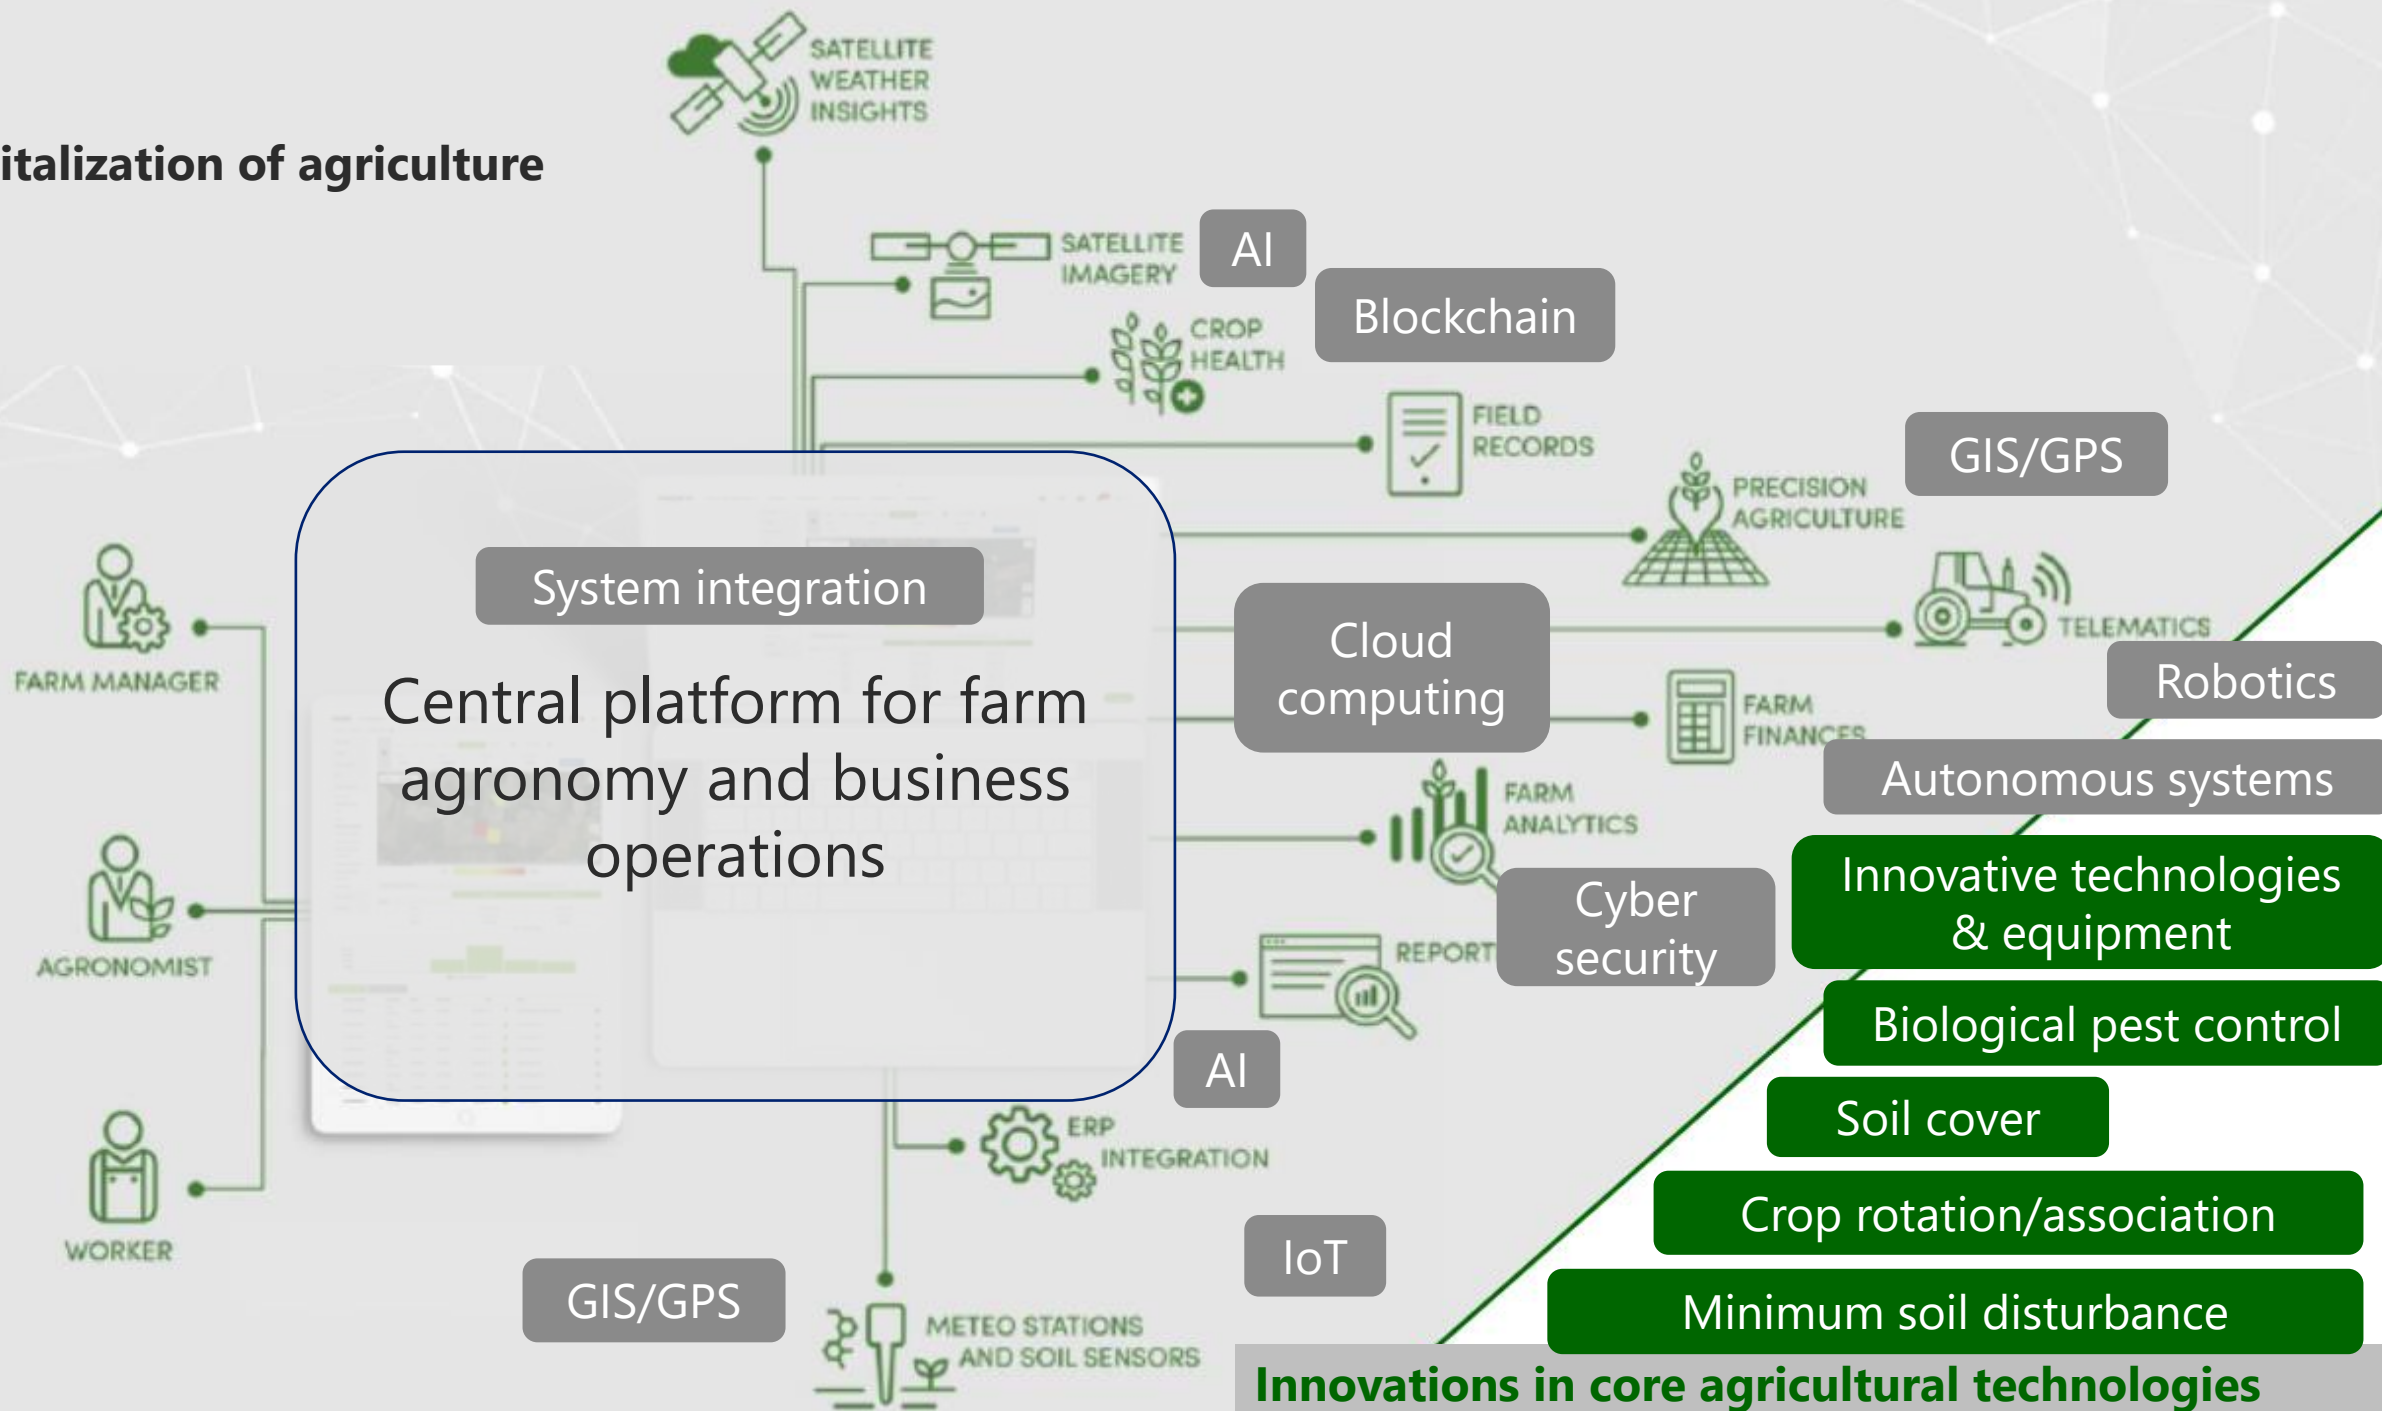 SATELLITE
WEATHER
INSIGHTS
italization of agriculture
SATELLITE
IMAGERY
AI
Blockchain
CROP
HEALTH
FIELD
RECORDS
GIS/GPS
PRECISION
AGRICULTURE
System integration
Central platform for farm
agronomy and business
operations
FARM MANAGER
Cloud
computing
TELEMATICS
Robotics
FARM
FINANCES
Autonomous systems
FARM
ANALYTICS
Cyber
security
Innovative technologies
& equipment
AGRONOMIST
REPORT
Biological pest control
AI
Soil cover
ERP
INTEGRATION
WORKER
Crop rotation/association
IoT
GIS/GPS
Minimum soil disturbance
METEO STATIONS
AND SOIL SENSORS
Innovations in core agricultural technologies